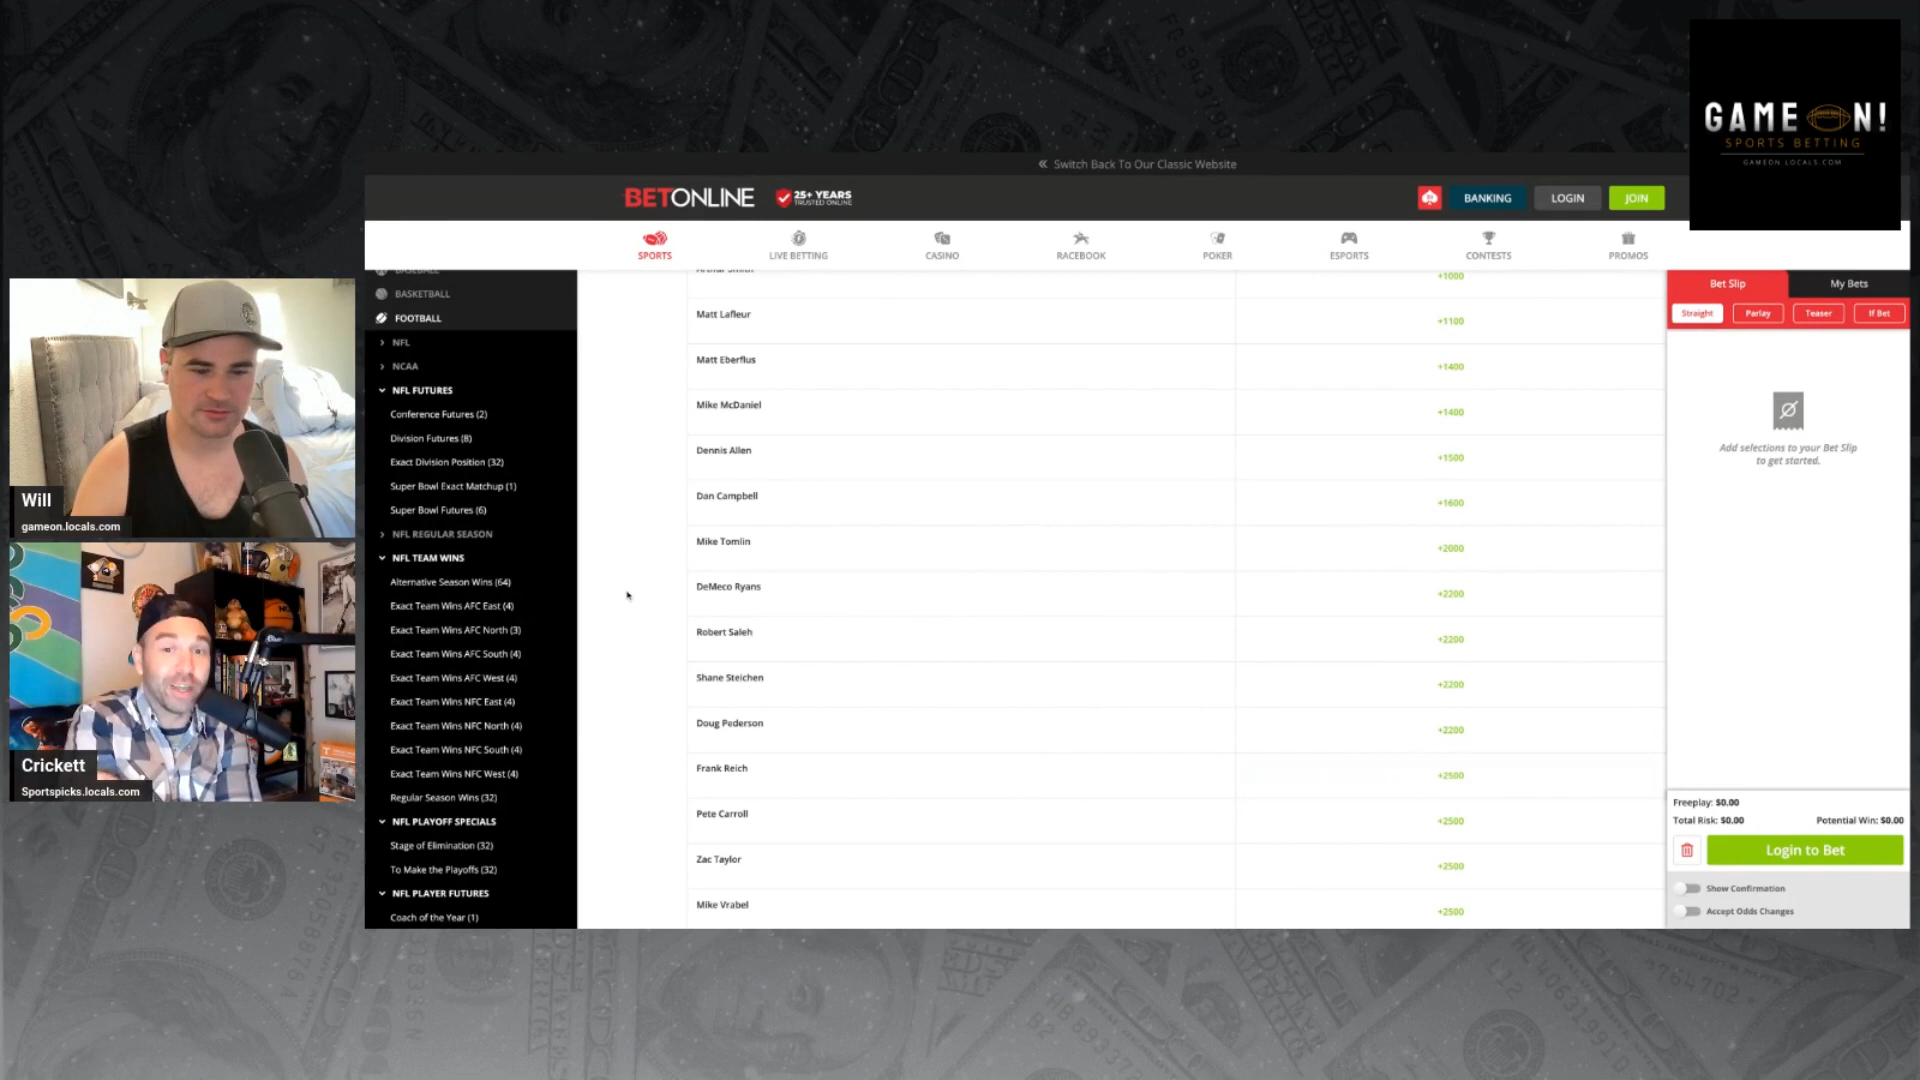 GAME ON!
SPORTS BETTING
GAMEON.LOCALS.COM
Switch Back To Our Classic Website
BETONLINE
25+ YEARS
TRUSTED ONLINE
BANKING
LOGIN
JOIN
SPORTS
LIVE BETTING
CASINO
RACEBOOK
POKER
ESPORTS
CONTESTS
PROMOS
BASEBALL
BASKETBALL
FOOTBALL
NFL
NCAA
NFL FUTURES
Conference Futures (2)
Division Futures (8)
Exact Division Position (32)
Super Bowl Exact Matchup (1)
Super Bowl Futures (6)
NFL REGULAR SEASON
NFL TEAM WINS
Alternative Season Wins (64)
Exact Team Wins AFC East (4)
Exact Team Wins AFC North (3)
Exact Team Wins AFC South (4)
Exact Team Wins AFC West (4)
Exact Team Wins NFC East (4)
Exact Team Wins NFC North (4)
Exact Team Wins NFC South (4)
Exact Team Wins NFC West (4)
Regular Season Wins (32)
NFL PLAYOFF SPECIALS
Stage of Elimination (32)
To Make the Playoffs (32)
NFL PLAYER FUTURES
Coach of the Year (1)
Arthur Smith +1000
Matt Lafleur +1100
Matt Eberflus +1400
Mike McDaniel +1400
Dennis Allen +1500
Dan Campbell +1600
Mike Tomlin +2000
DeMeco Ryans +2200
Robert Saleh +2200
Shane Steichen +2200
Doug Pederson +2200
Frank Reich +2500
Pete Carroll +2500
Zac Taylor +2500
Mike Vrabel +2500
Bet Slip
My Bets
Straight
Parlay
Teaser
If Bet
Add selections to your Bet Slip
to get started.
Freeplay: $0.00
Total Risk: $0.00
Potential Win: $0.00
Login to Bet
Show Confirmation
Accept Odds Changes
Will
gameon.locals.com
Crickett
Sportspicks.locals.com